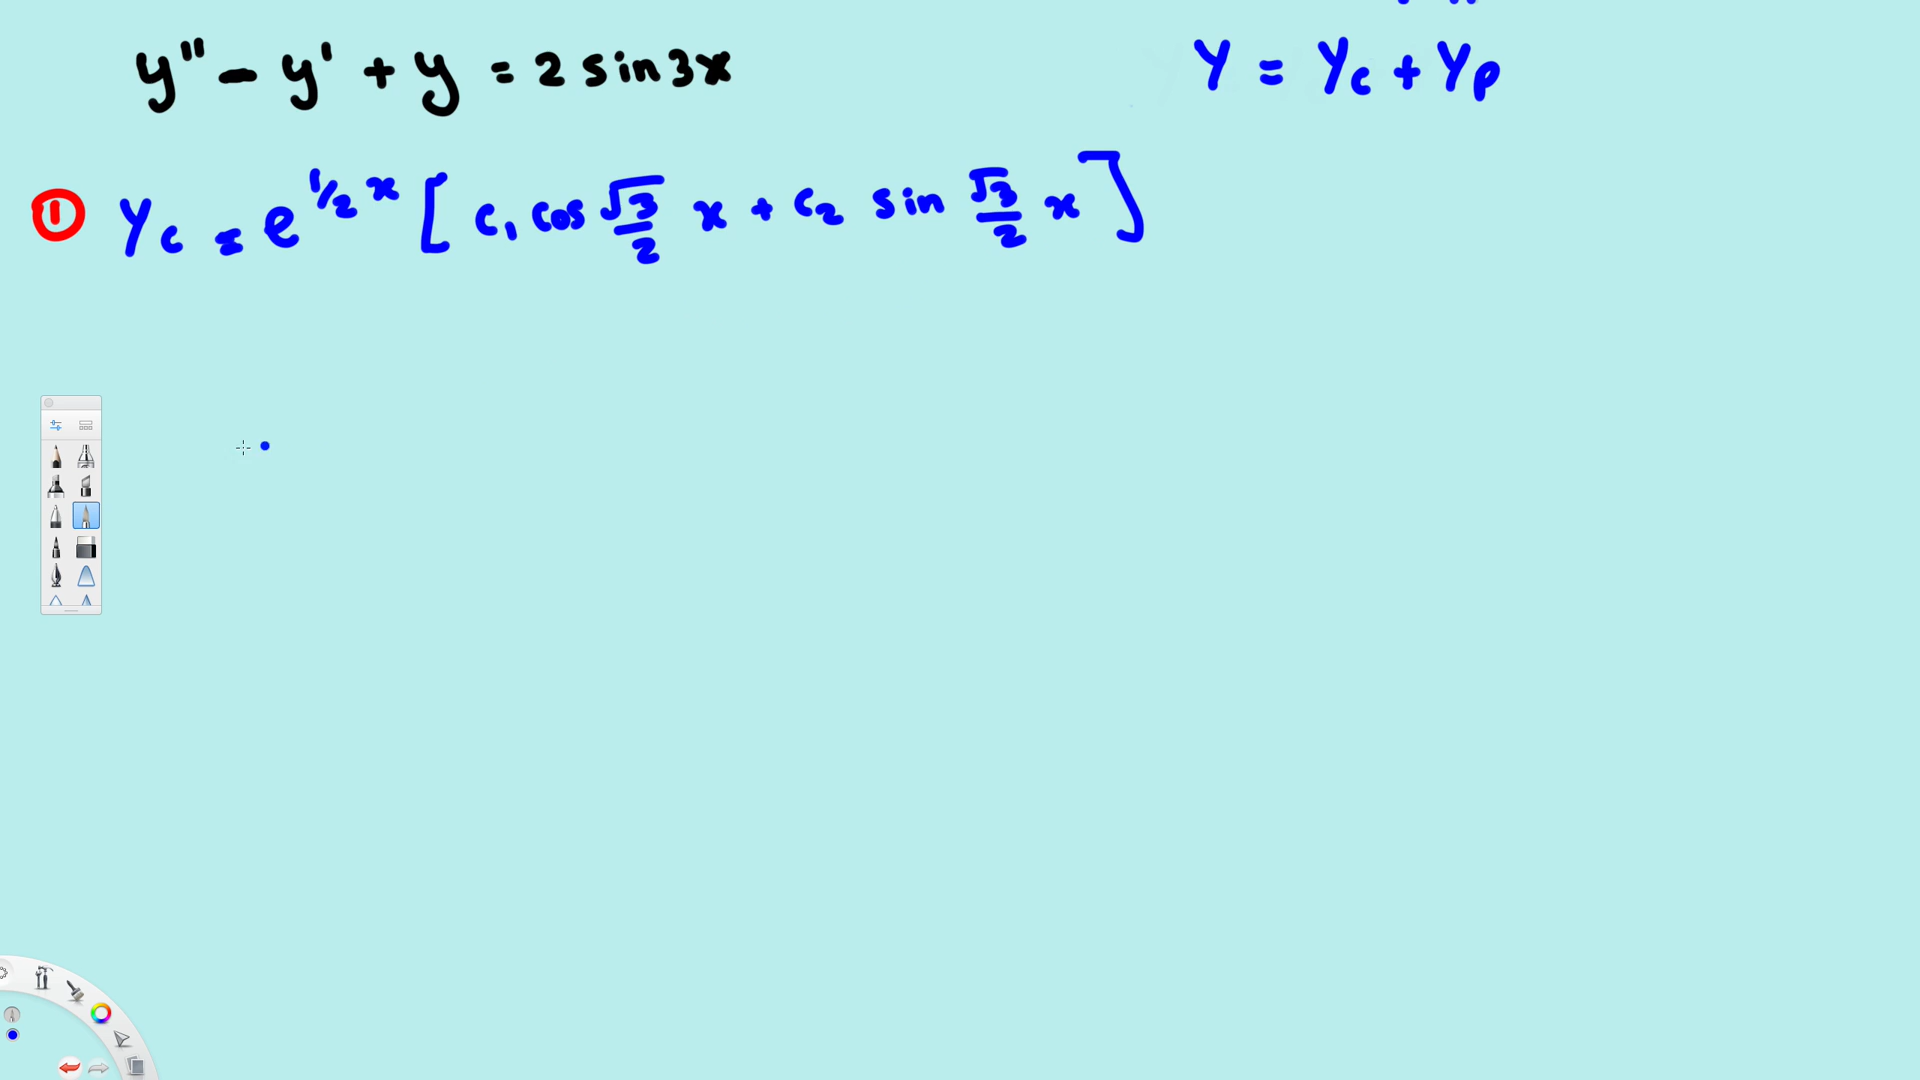 y'' - y' + y = 2 sin 3x
Y = Yc + Yp
① Yc = e^{1/2 x} [ c₁ cos √3/2 x + c₂ sin √3/2 x ]